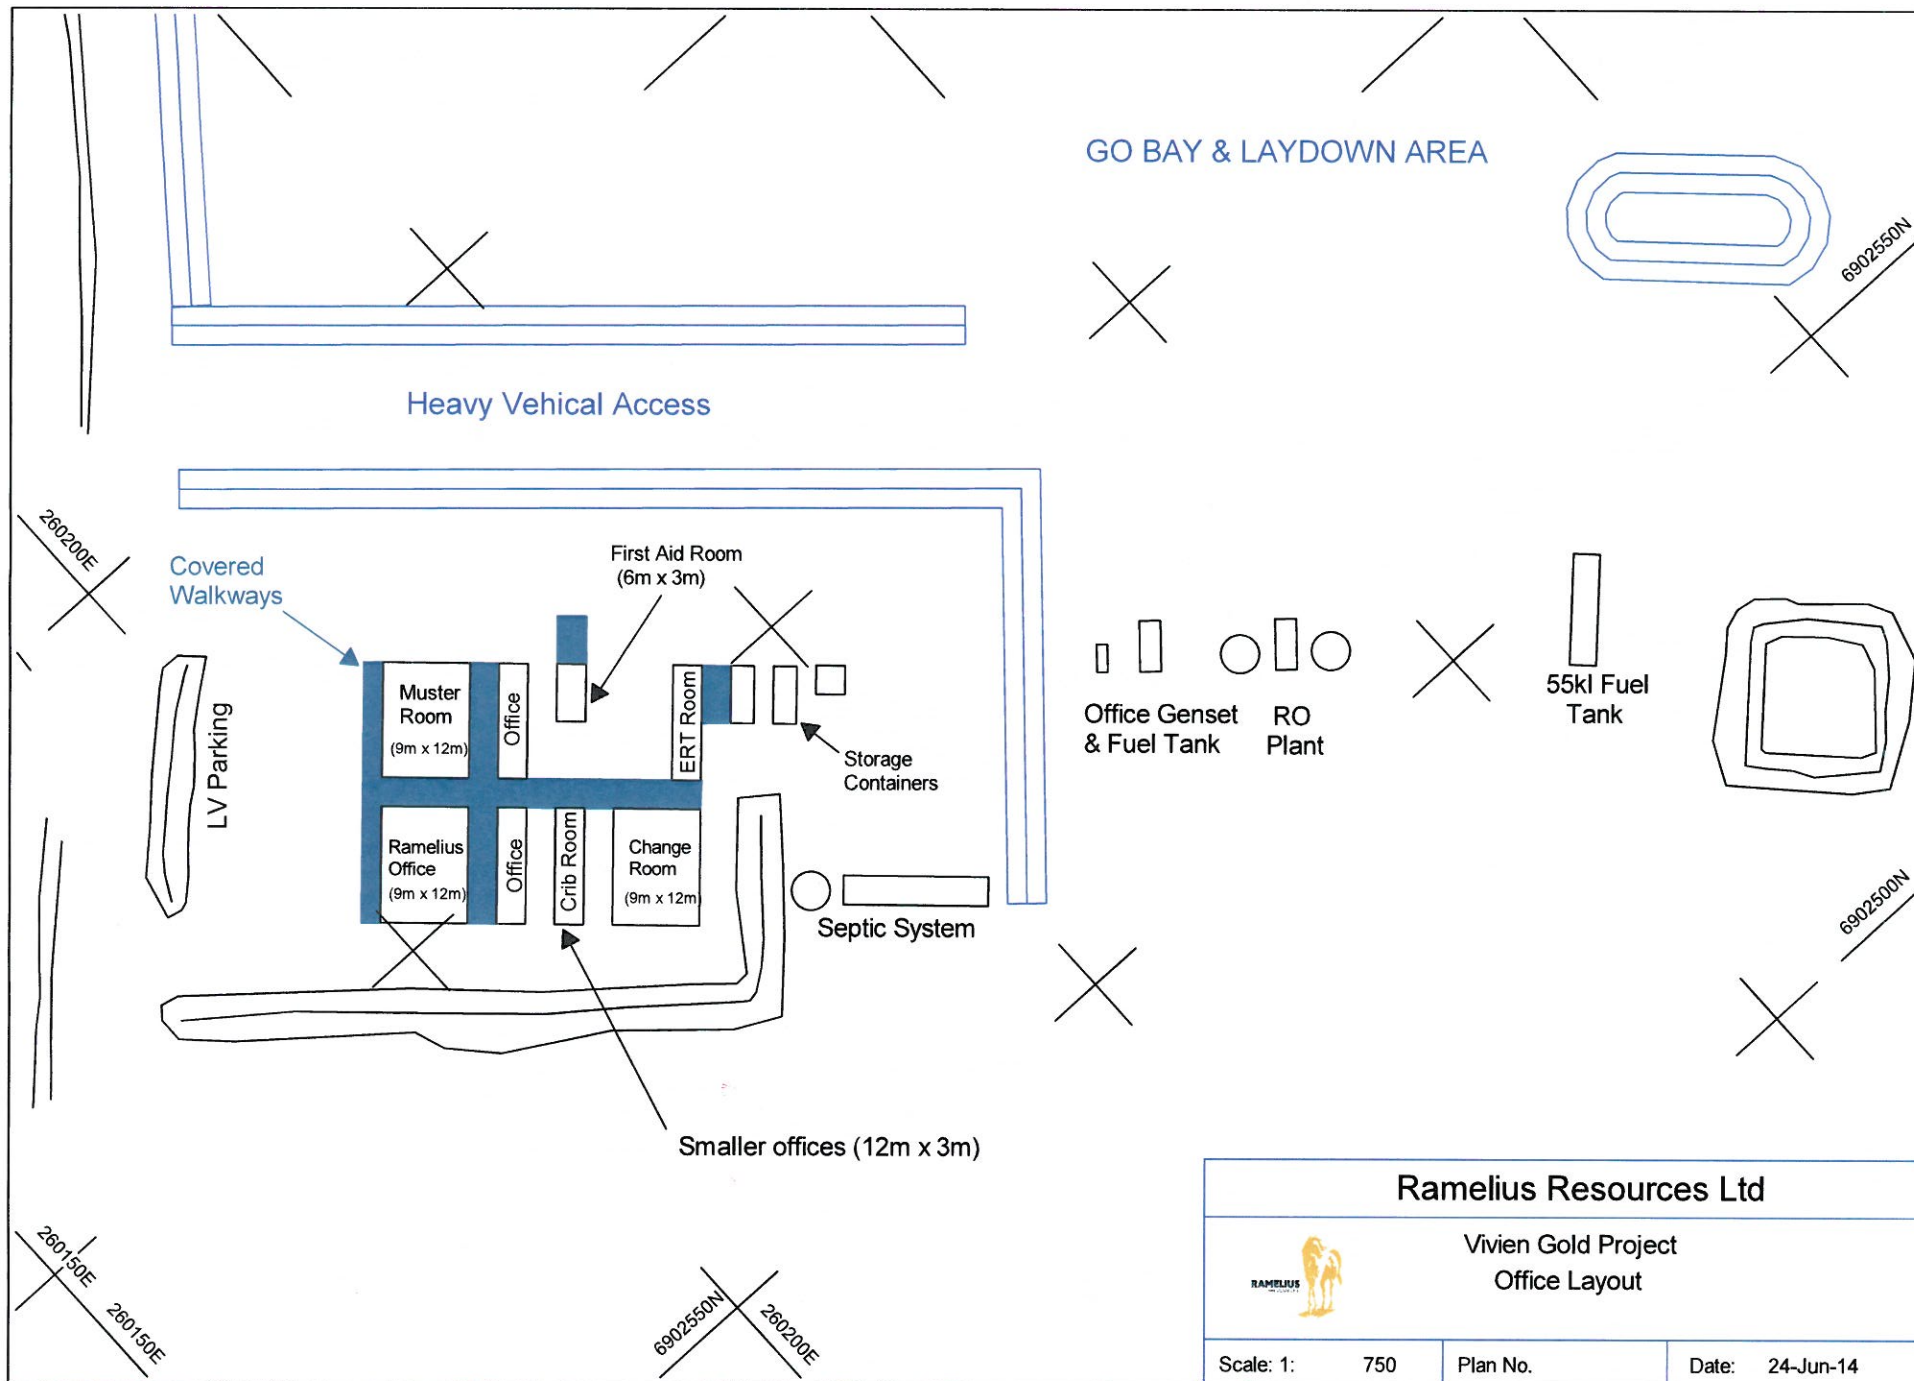 GO BAY & LAYDOWN AREA
6902550N
Heavy Vehical Access
260200E
Covered
Walkways
First Aid Room
(6m x 3m)
Muster
Room
(9m x 12m)
Office
ERT Room
Storage
Containers
LV Parking
Office Genset
& Fuel Tank
RO
Plant
55kl Fuel
Tank
Ramelius
Office
(9m x 12m)
Office
Crib Room
Change
Room
(9m x 12m)
Septic System
6902500N
Smaller offices (12m x 3m)
260150E
260150E
6902550N
260200E
Ramelius Resources Ltd
RAMELIUS
Vivien Gold Project
Office Layout
Scale: 1: 750
Plan No.
Date: 24-Jun-14